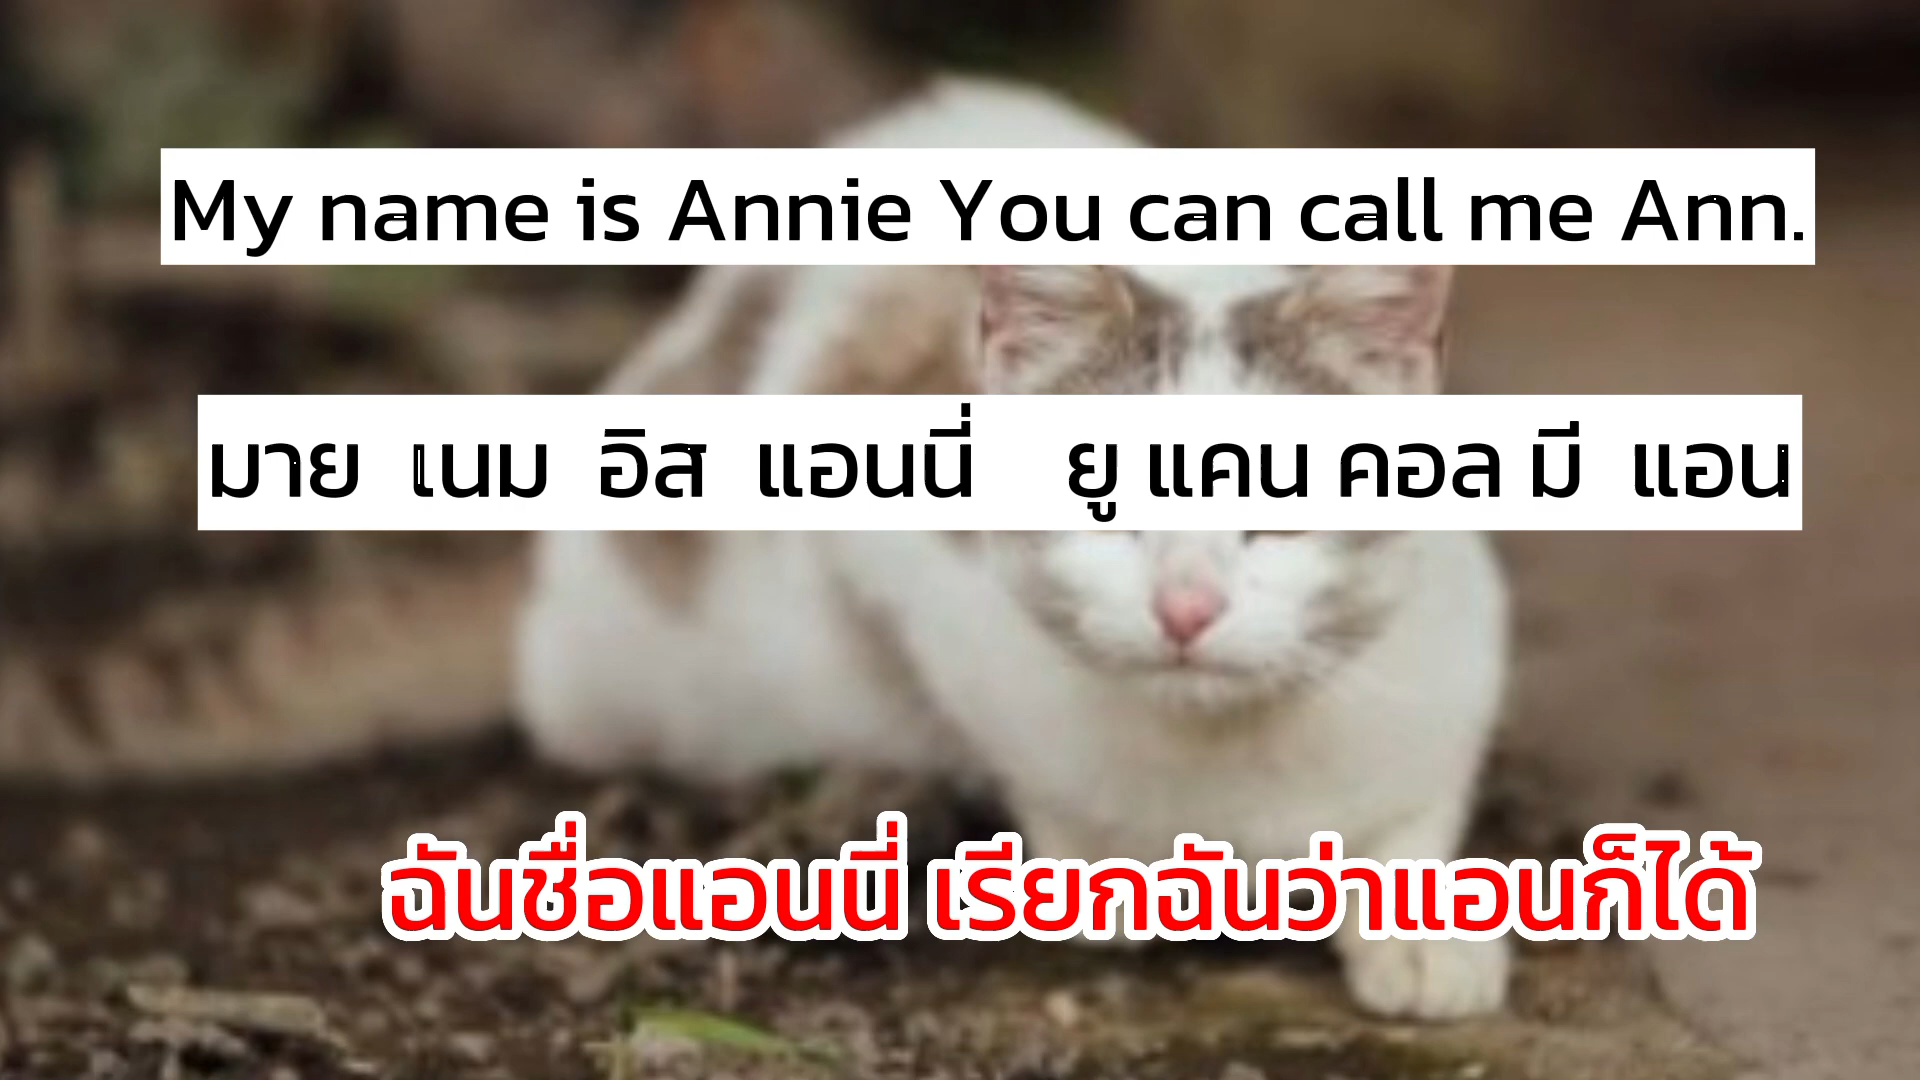 My name is Annie You can call me Ann.
มาย เนม อิส แอนนี่ ยู แคน คอล มี แอน
ฉันชื่อแอนนี่ เรียกฉันว่าแอนก็ได้